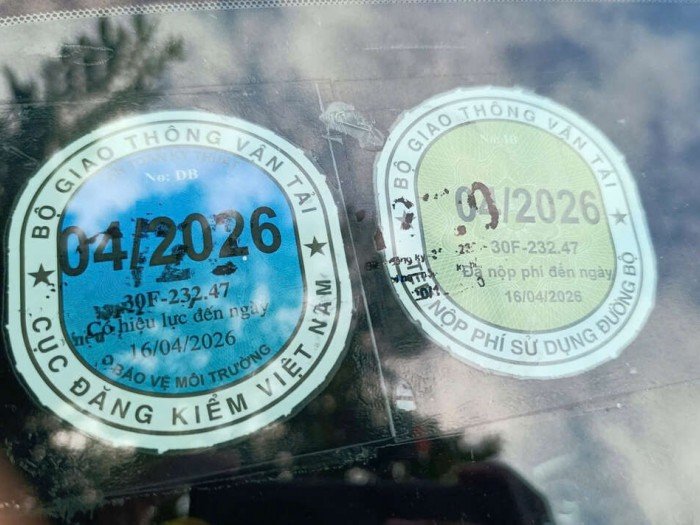 BỘ GIAO THÔNG VẬN TẢI
No: DB
04/2026
30F-232.47
Có hiệu lực đến ngày
16/04/2026
BẢO VỆ MÔI TRƯỜNG
CỤC ĐĂNG KIỂM VIỆT NAM
BỘ GIAO THÔNG VẬN TẢI
04/2026
30F-232.47
Đã nộp phí đến ngày
16/04/2026
NỘP PHÍ SỬ DỤNG ĐƯỜNG BỘ